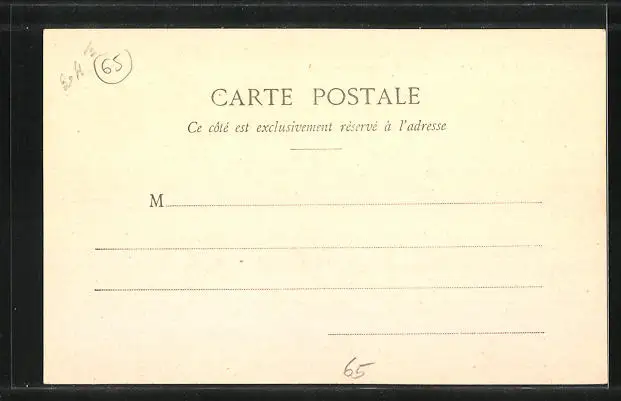 65
CARTE POSTALE
Ce côté est exclusivement réservé à l'adresse
M
65